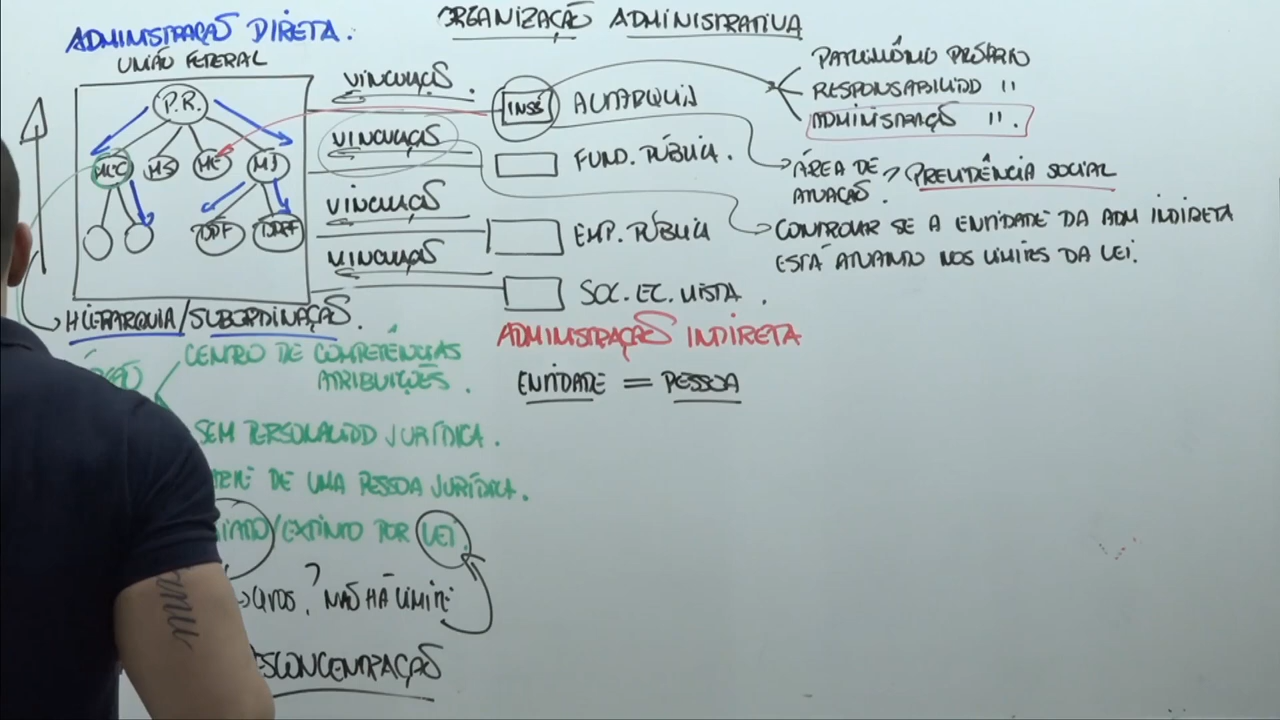 ORGANIZAÇÃO ADMINISTRATIVA
ADMINISTRAÇÃO DIRETA.
UNIÃO FEDERAL
P.R.
MEC MS ME MJ
DPF DPRF
HIERARQUIA/SUBORDINAÇÃO.
VINCULAÇÃO.
VINCULAÇÃO
VINCULAÇÃO
VINCULAÇÃO
INSS AUTARQUIA
FUND. PÚBLICA.
EMP. PÚBLICA
SOC. EC. MISTA.
ADMINISTRAÇÃO INDIRETA
ENTIDADE = PESSOA
PATRIMÔNIO PRÓPRIO
RESPONSABILIDD "
ADMINISTRAÇÃO ".
ÁREA DE
ATUAÇÃO, PREVIDÊNCIA SOCIAL
CONTROLAR SE A ENTIDADE DA ADM INDIRETA
ESTÁ ATUANDO NOS LIMITES DA LEI.
CENTRO DE COMPETÊNCIAS
ATRIBUIÇÕES.
SEM PERSONALIDD JURÍDICA.
DE UMA PESSOA JURÍDICA.
/EXTINTO POR LEI
? NÃO HÁ LIMITE
ESCONCENTRAÇÃO